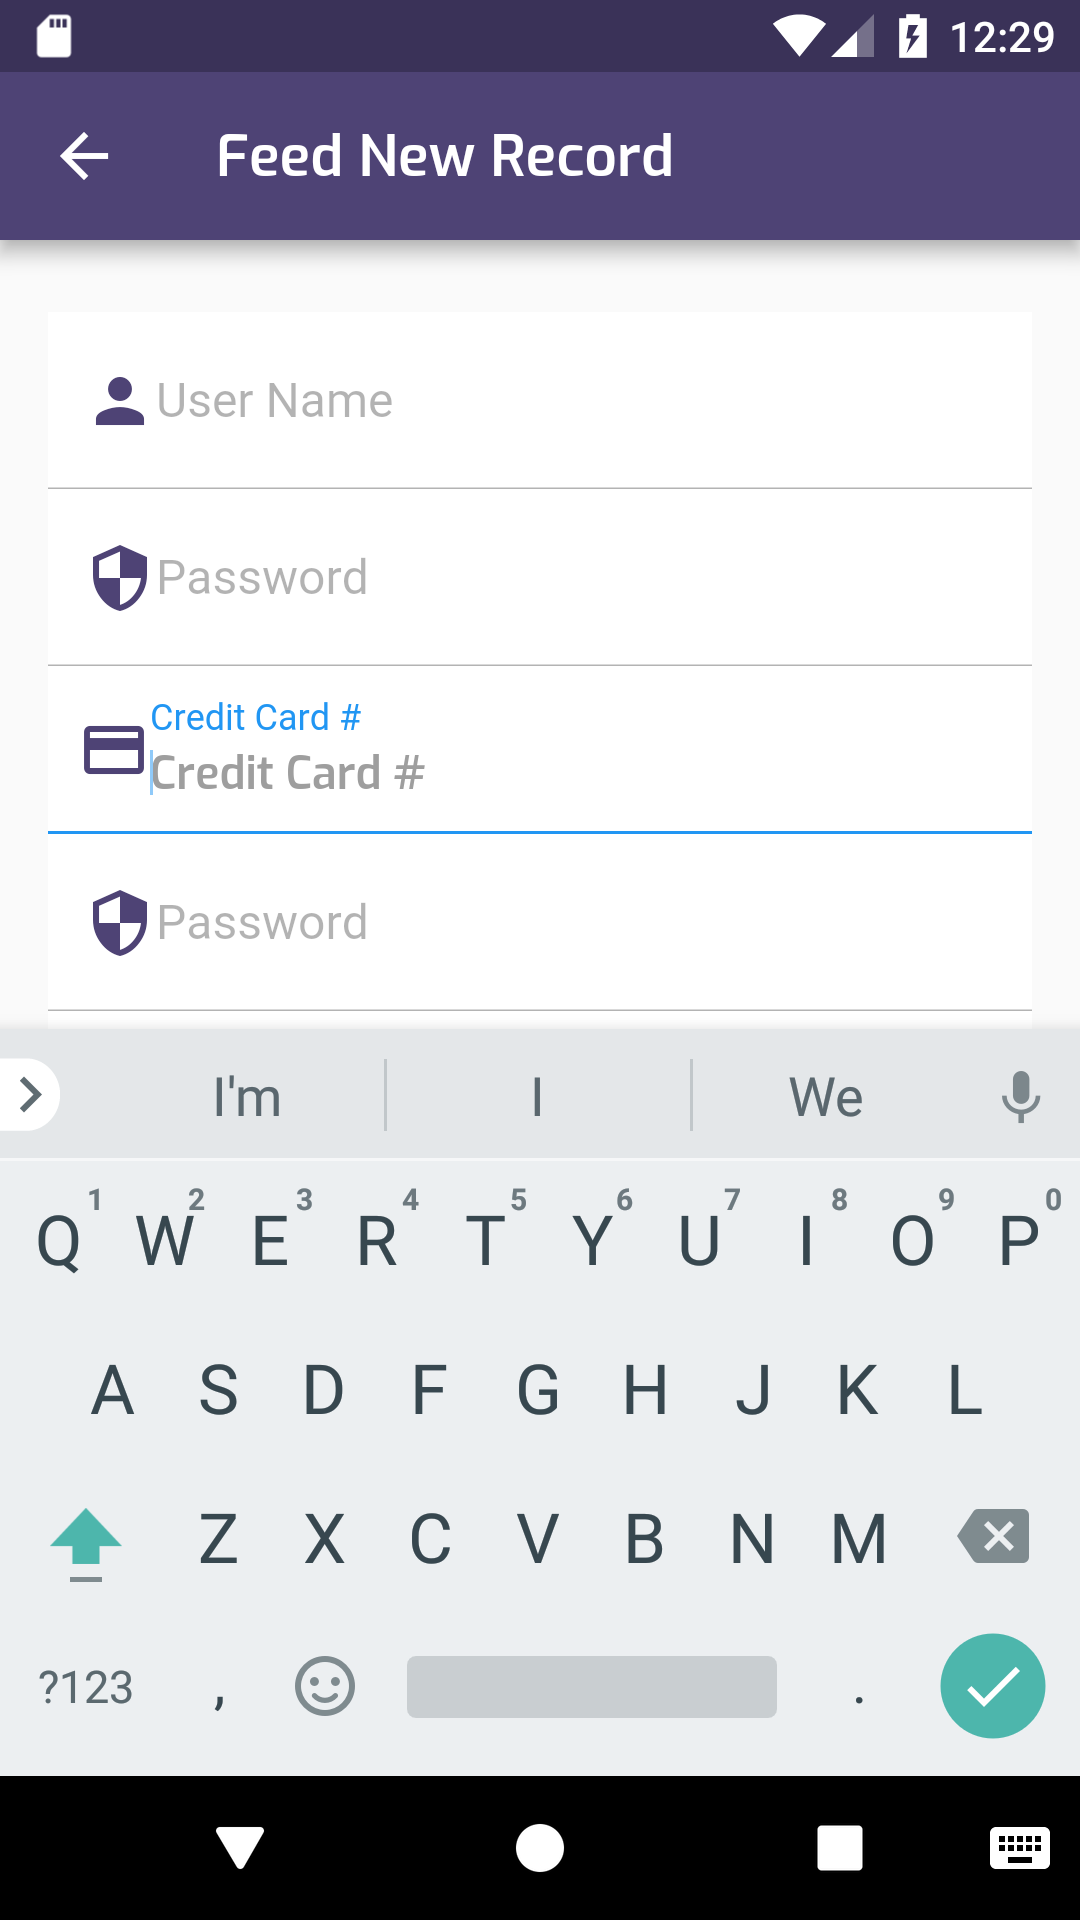 12:29
Feed New Record
User Name
Password
Credit Card #
Credit Card #
Password
I'm I We
Q 1 W 2 E 3 R 4 T 5 Y 6 U 7 I 8 O 9 P 0
A S D F G H J K L
Z X C V B N M
?123 , .